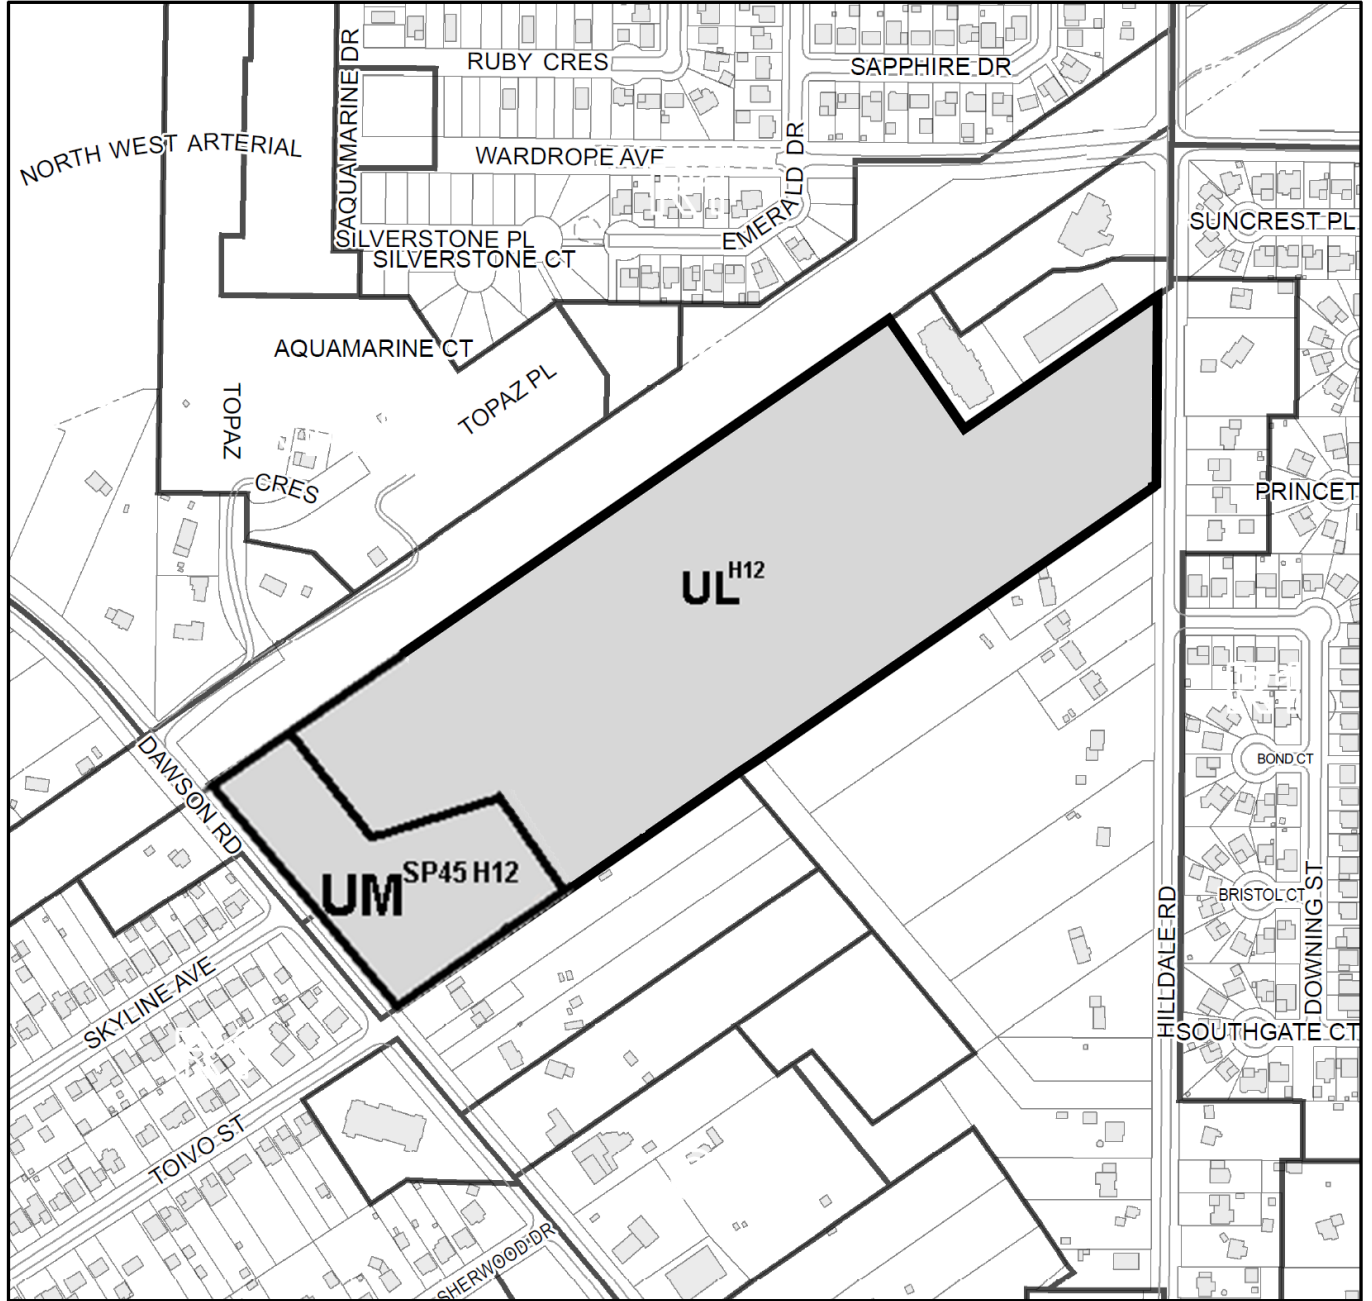 RUBY CRES
SAPPHIRE DR
AQUAMARINE DR
NORTH WEST ARTERIAL
WARDROPE AVE
EMERALD DR
SUNCREST PL
SILVERSTONE PL
SILVERSTONE CT
AQUAMARINE CT
TOPAZ PL
TOPAZ
CRES
PRINCET
UL H12
DAWSON RD
BOND CT
UM SP45 H12
BRISTOL CT
DOWNING ST
HILLDALE RD
SKYLINE AVE
SOUTHGATE CT
TOIVO ST
SHERWOOD DR